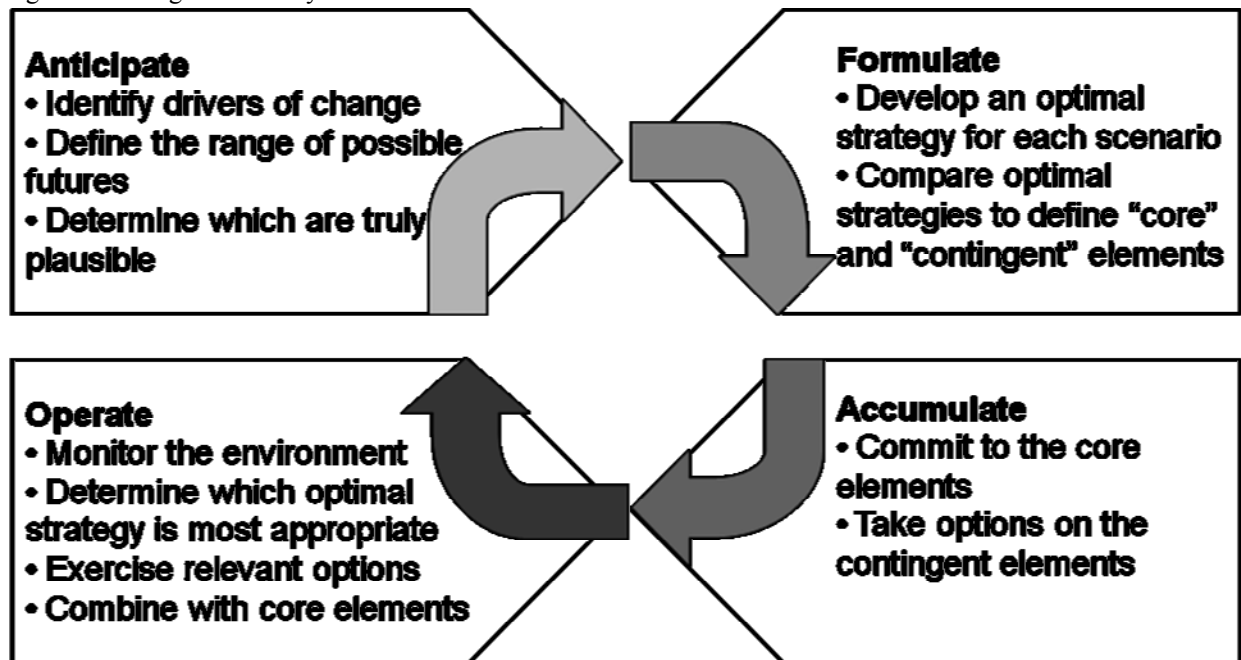 Anticipate
• Identify drivers of change
• Define the range of possible
futures
• Determine which are truly
plausible
Formulate
• Develop an optimal
strategy for each scenario
• Compare optimal
strategies to define “core”
and “contingent” elements
Operate
• Monitor the environment
• Determine which optimal
strategy is most appropriate
• Exercise relevant options
• Combine with core elements
Accumulate
• Commit to the core
elements
• Take options on the
contingent elements